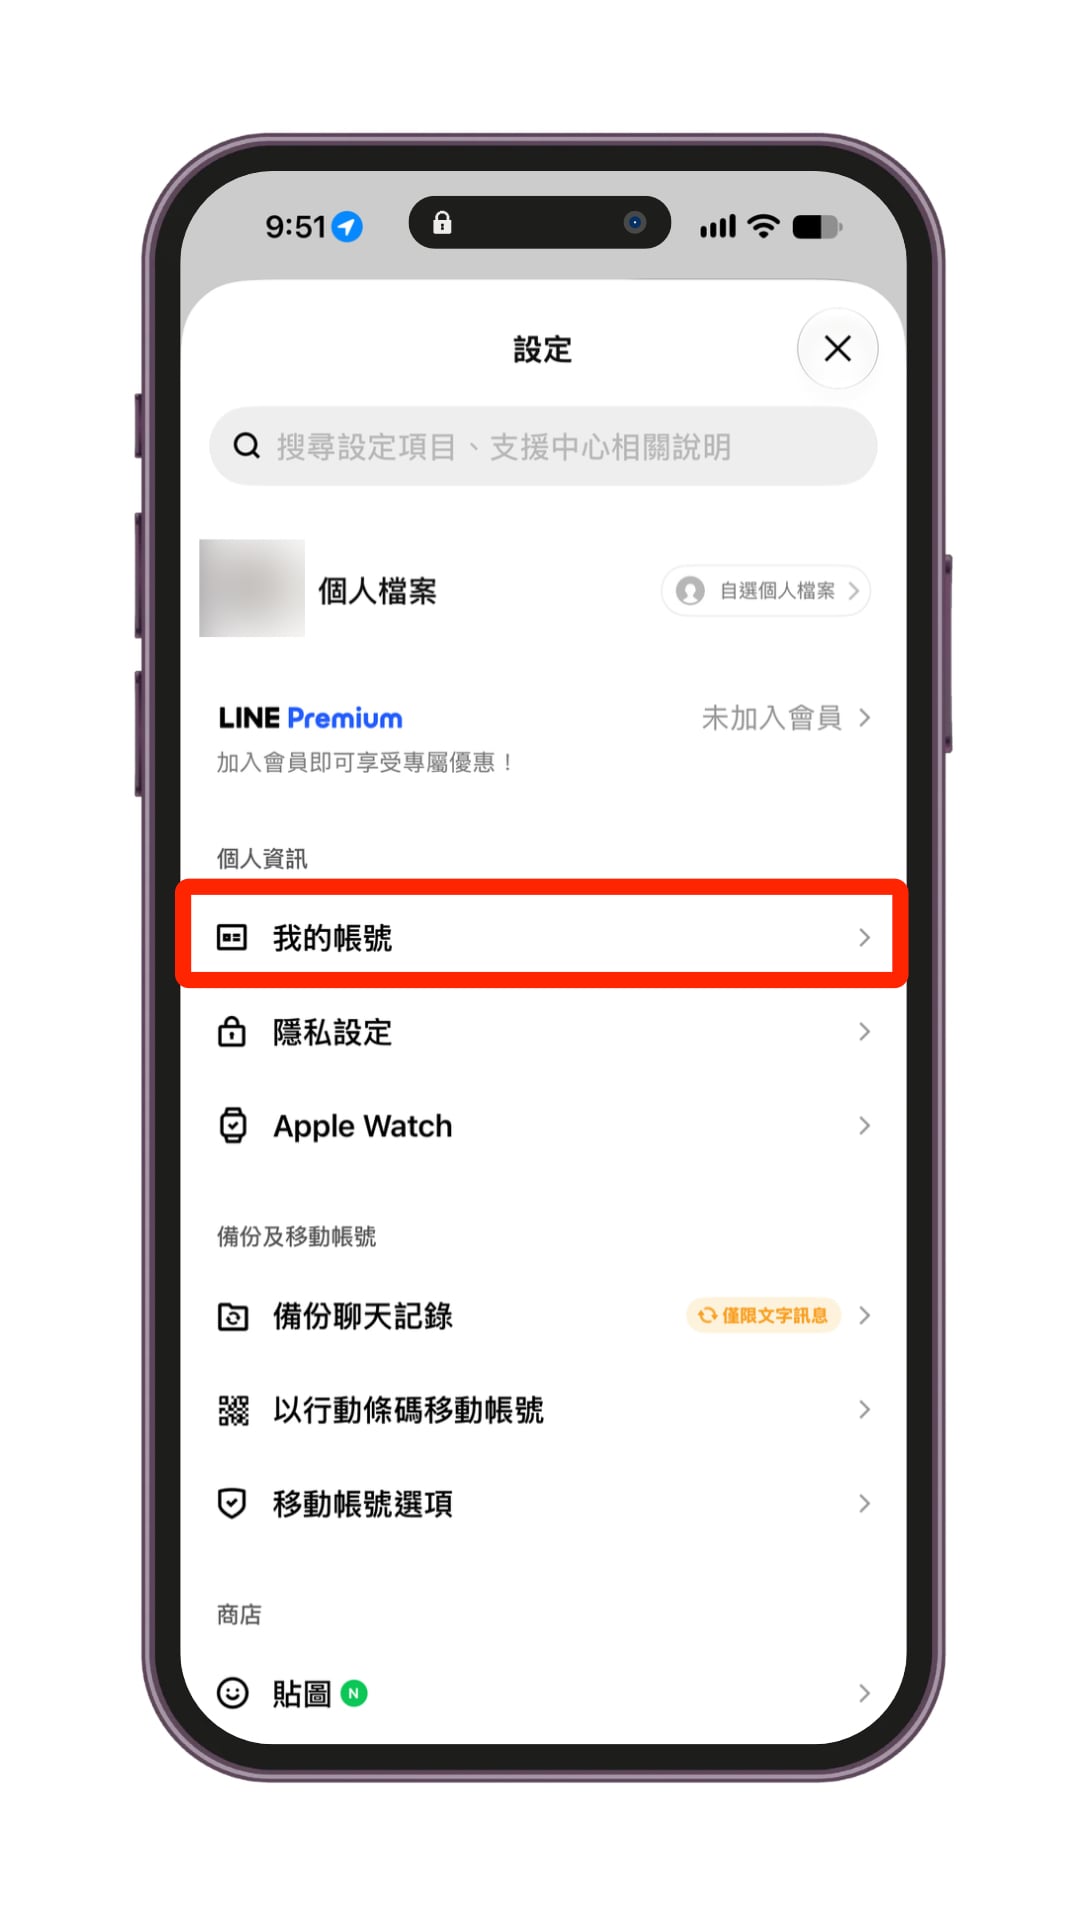 9:51
設定
搜尋設定項目、支援中心相關說明
個人檔案
自選個人檔案
LINE Premium
未加入會員
加入會員即可享受專屬優惠！
個人資訊
我的帳號
隱私設定
Apple Watch
備份及移動帳號
備份聊天記錄
僅限文字訊息
以行動條碼移動帳號
移動帳號選項
商店
貼圖 N